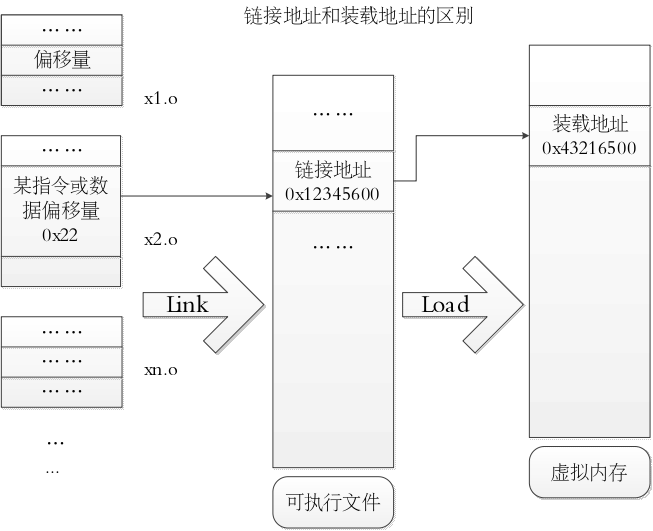 链接地址和装载地址的区别
……
偏移量
……
x1.o
……
某指令或数
据偏移量
0x22
x2.o
……
……
……
xn.o
…
…
Link
……
链接地址
0x12345600
……
可执行文件
Load
装载地址
0x43216500
虚拟内存